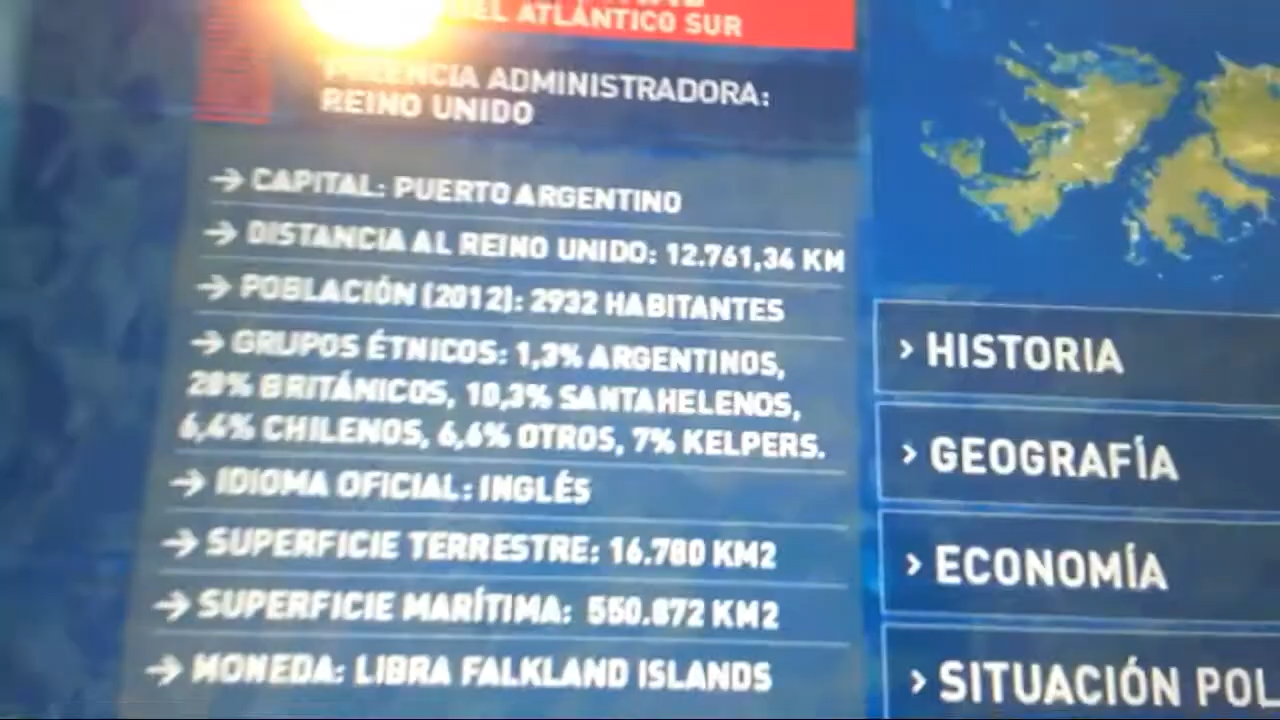 EL ATLÁNTICO SUR
ADMINISTRADORA:
REINO UNIDO
→ CAPITAL: PUERTO ARGENTINO
→ DISTANCIA AL REINO UNIDO: 12.761,34 KM
→ POBLACIÓN (2012): 2932 HABITANTES
→ GRUPOS ÉTNICOS: 1,3% ARGENTINOS,
28% BRITÁNICOS, 10,3% SANTAHELENOS,
6,4% CHILENOS, 6,6% OTROS, 7% KELPERS.
→ IDIOMA OFICIAL: INGLÉS
→ SUPERFICIE TERRESTRE: 16.780 KM2
→ SUPERFICIE MARÍTIMA: 550.872 KM2
→ MONEDA: LIBRA FALKLAND ISLANDS
› HISTORIA
› GEOGRAFÍA
› ECONOMÍA
› SITUACIÓN POL